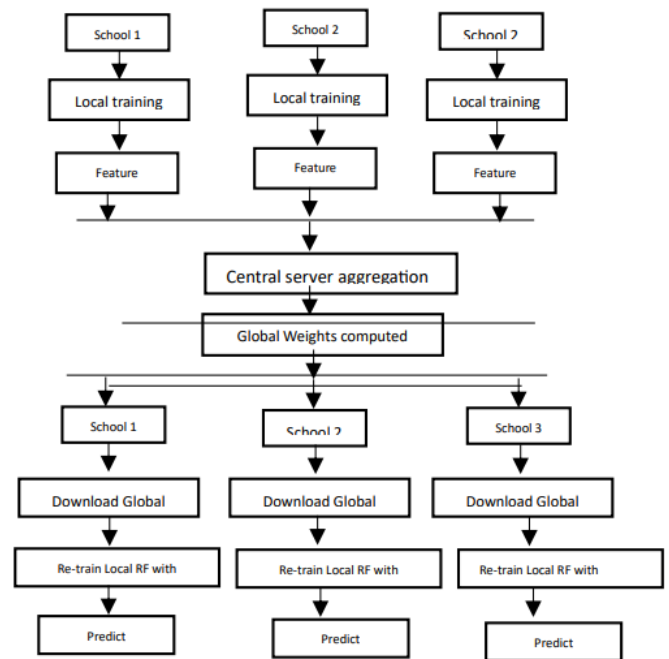 School 1
School 2
School 2
Local training
Local training
Local training
Feature
Feature
Feature
Central server aggregation
Global Weights computed
School 1
School 2
School 3
Download Global
Download Global
Download Global
Re-train Local RF with
Re-train Local RF with
Re-train Local RF with
Predict
Predict
Predict